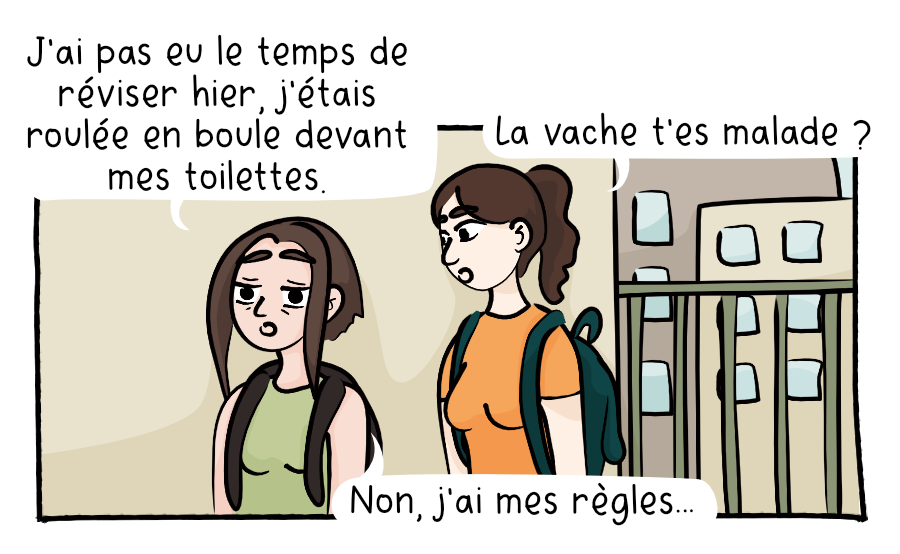 J'ai pas eu le temps de
réviser hier, j'étais
roulée en boule devant
mes toilettes.
La vache t'es malade ?
Non, j'ai mes règles...